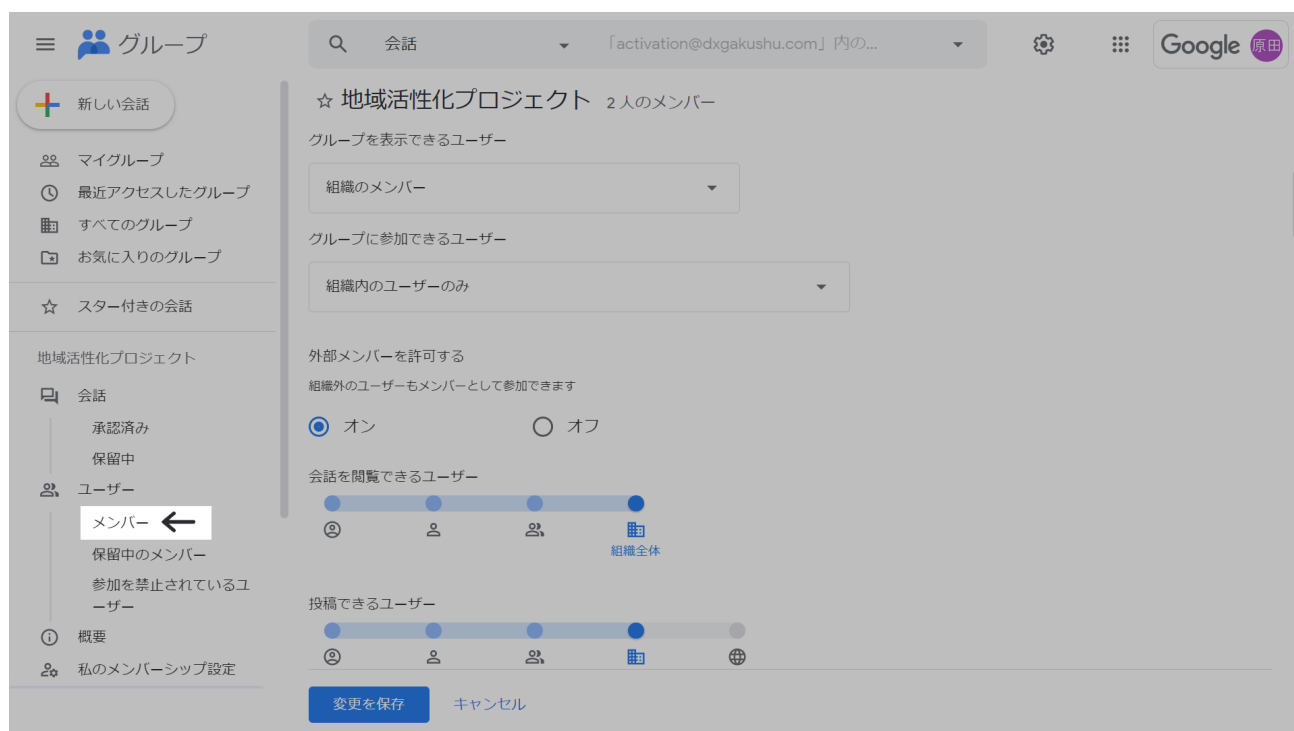 グループ
会話
「activation@dxgakushu.com」内の...
Google 原田
新しい会話
マイグループ
最近アクセスしたグループ
すべてのグループ
お気に入りのグループ
スター付きの会話
地域活性化プロジェクト
会話
承認済み
保留中
ユーザー
メンバー
保留中のメンバー
参加を禁止されているユ
ーザー
概要
私のメンバーシップ設定
地域活性化プロジェクト 2 人のメンバー
グループを表示できるユーザー
組織のメンバー
グループに参加できるユーザー
組織内のユーザーのみ
外部メンバーを許可する
組織外のユーザーもメンバーとして参加できます
オン オフ
会話を閲覧できるユーザー
組織全体
投稿できるユーザー
変更を保存 キャンセル